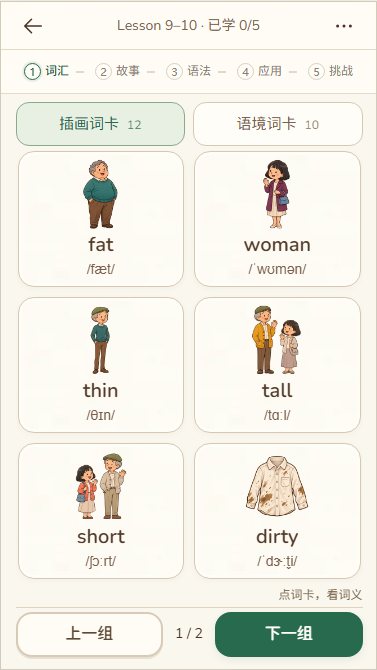 Lesson 9–10 · 已学 0/5
1 词汇 – 2 故事 – 3 语法 – 4 应用 – 5 挑战
插画词卡 12 语境词卡 10
fat
/fæt/
woman
/ˈwʊmən/
thin
/θɪn/
tall
/tɑːl/
short
/ʃɔːrt/
dirty
/ˈdɝːt̬i/
点词卡，看词义
上一组 1 / 2 下一组